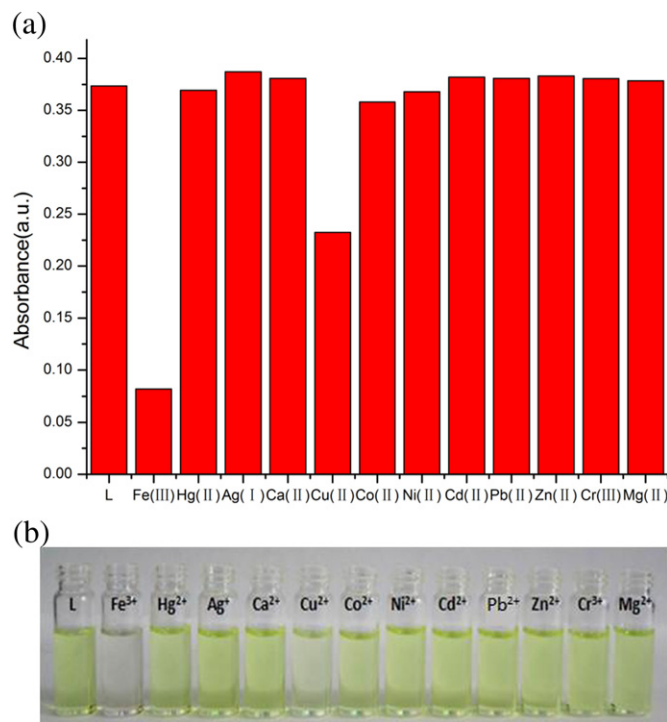 (a)
0.40
0.35
0.30
0.25
0.20
0.15
0.10
0.05
0.00
Absorbance(a.u.)
L Fe(III) Hg(Ⅱ) Ag(Ⅰ) Ca(Ⅱ) Cu(Ⅱ) Co(Ⅱ) Ni(Ⅱ) Cd(Ⅱ) Pb(Ⅱ) Zn(Ⅱ) Cr(III) Mg(Ⅱ)
(b)
L Fe³⁺ Hg²⁺ Ag⁺ Ca²⁺ Cu²⁺ Co²⁺ Ni²⁺ Cd²⁺ Pb²⁺ Zn²⁺ Cr³⁺ Mg²⁺